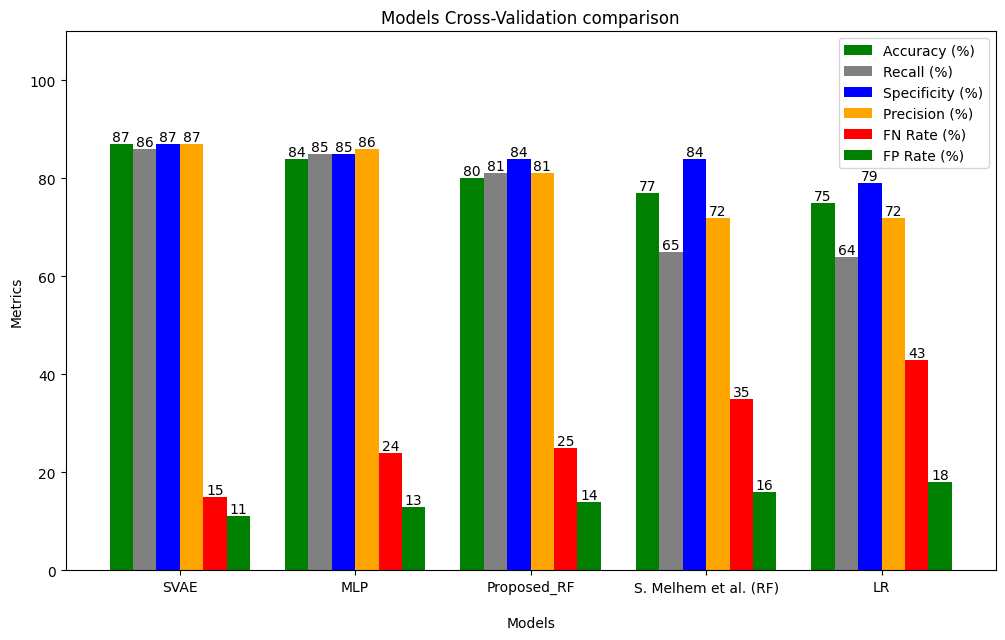 Models Cross-Validation comparison
Accuracy (%)
Recall (%)
Specificity (%)
Precision (%)
FN Rate (%)
FP Rate (%)
Metrics
100
80
60
40
20
0
87 86 87 87 15 11
84 85 85 86 24 13
80 81 84 81 25 14
77 65 84 72 35 16
75 64 79 72 43 18
SVAE MLP Proposed_RF S. Melhem et al. (RF) LR
Models